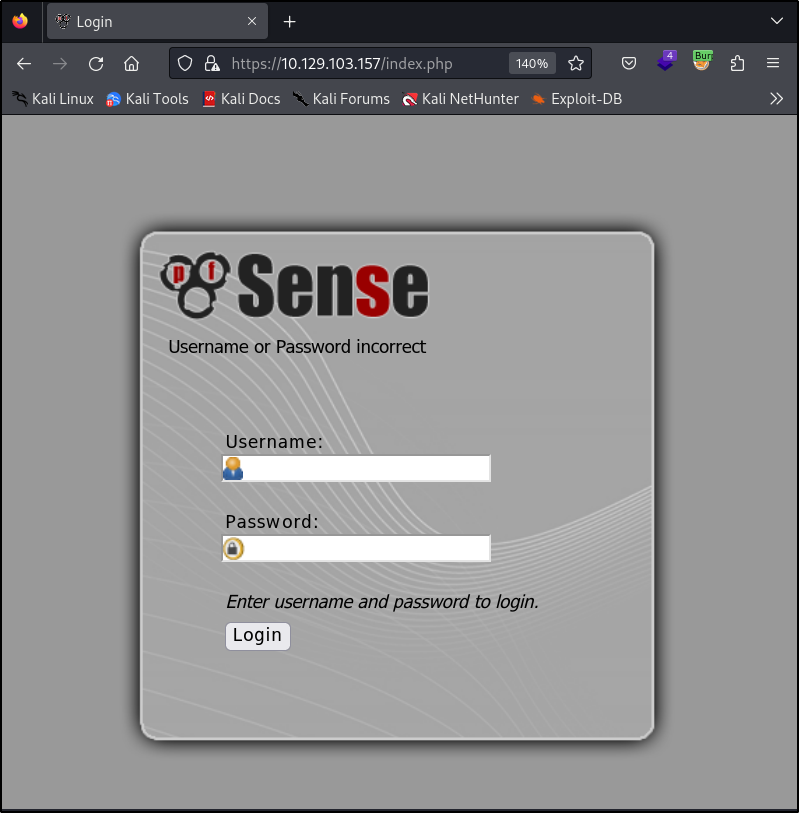 Login
https://10.129.103.157/index.php
140%
4
Burr
Kali Linux Kali Tools Kali Docs Kali Forums Kali NetHunter Exploit-DB
pf Sense
Username or Password incorrect
Username:
Password:
Enter username and password to login.
Login